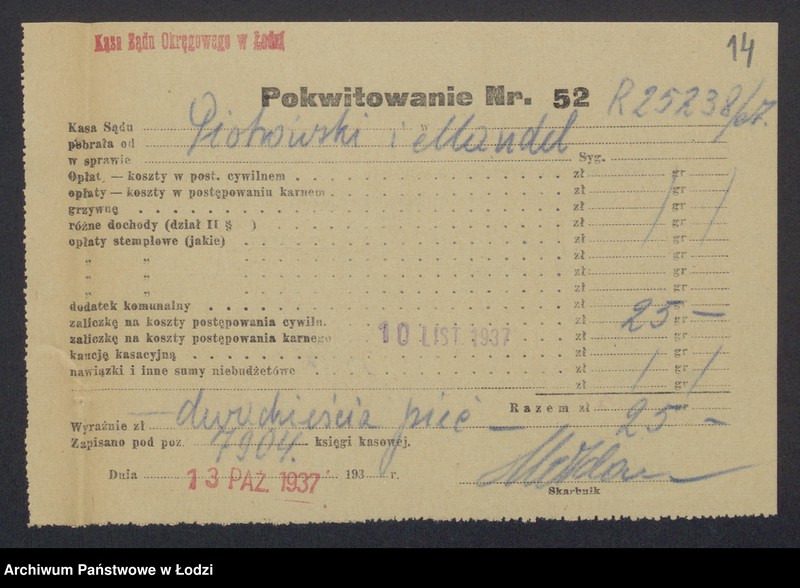 Kasa Sądu Okręgowego w Łodzi
14
Pokwitowanie Nr. 52
R 25238/37.
Kasa Sądu w
pobrała od Piotrowski i Mandel
w sprawie Syg.
Opłat — koszty w post. cywilnem zł gr
opłaty — koszty w postępowaniu karnem zł gr
grzywnę zł gr
różne dochody (dział II § ) zł gr
opłaty stemplowe (jakie) zł gr
„ „ zł gr
„ „ zł gr
„ „ zł gr
dodatek komunalny zł gr
zaliczkę na koszty postępowania cywiln. zł 25 — gr
zaliczkę na koszty postępowania karnego zł gr
10 LIST. 1937
kaucję kasacyjną zł gr
nawiązki i inne sumy niebudżetowe zł gr
zł gr
Razem zł 25 —
Wyraźnie zł — dwadzieścia pięć —
Zapisano pod poz. 7904. księgi kasowej.
Dnia 13 PAŹ. 1937 193 r.
Skarbnik
Archiwum Państwowe w Łodzi